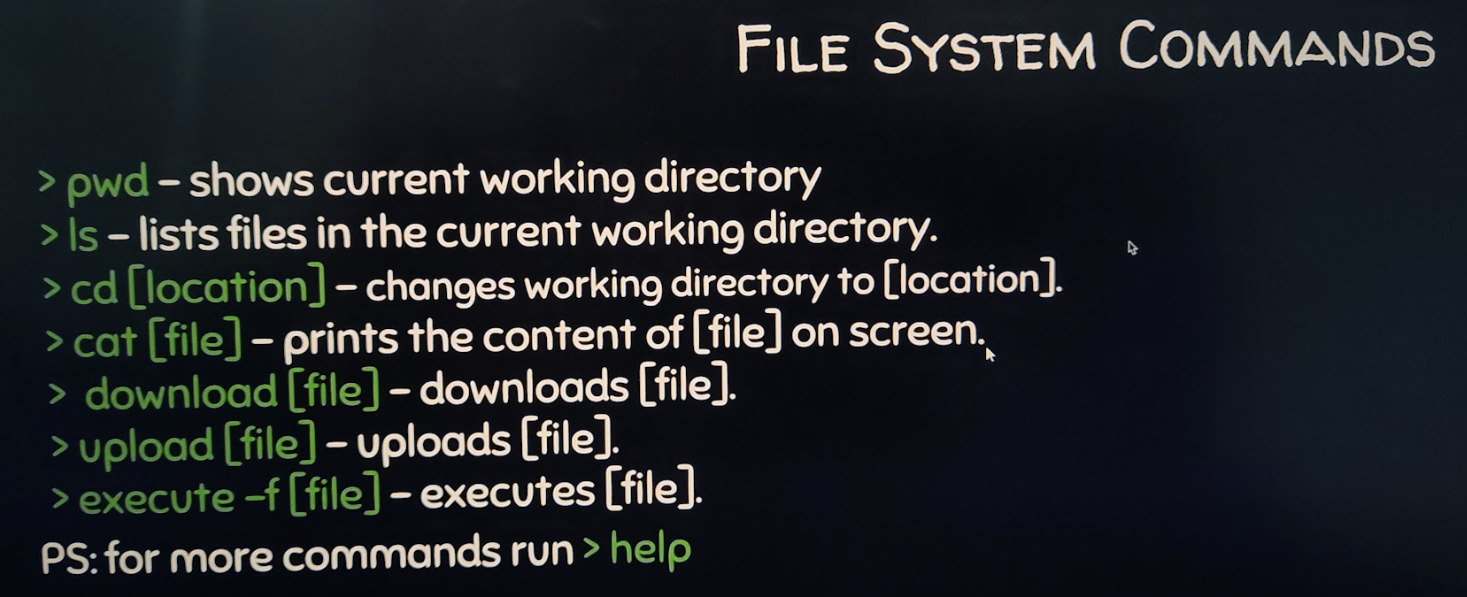 FILE SYSTEM COMMANDS
> pwd – shows current working directory
> ls – lists files in the current working directory.
> cd [location] – changes working directory to [location].
> cat [file] – prints the content of [file] on screen.
> download [file] – downloads [file].
> upload [file] – uploads [file].
> execute –f [file] – executes [file].
PS: for more commands run > help